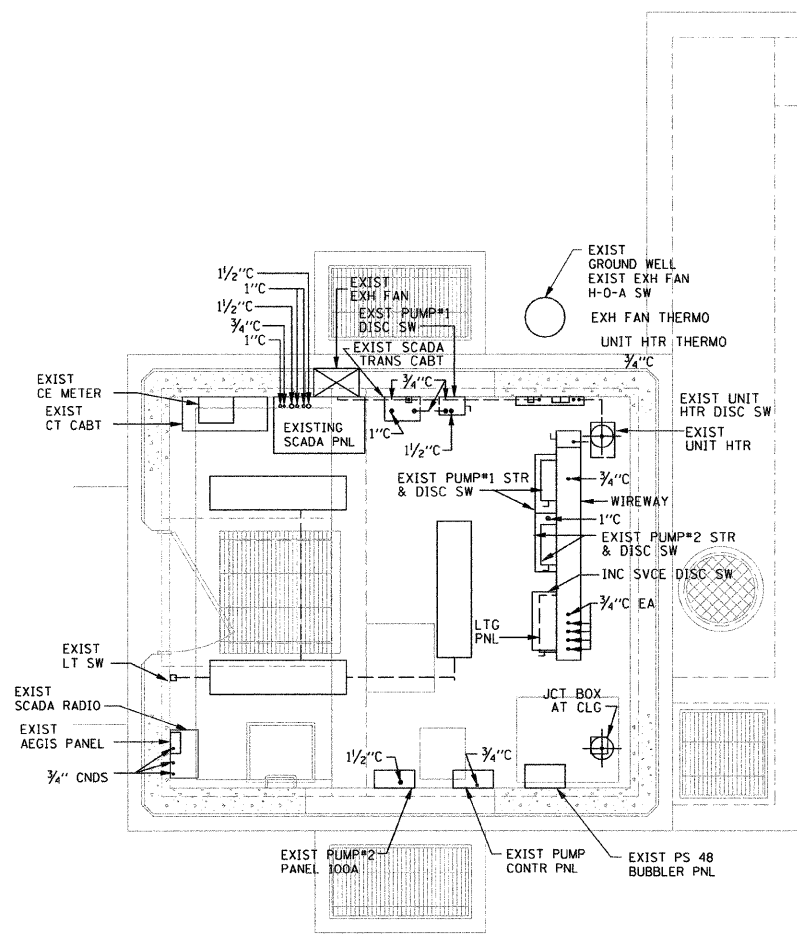 EXIST
GROUND WELL
EXIST EXH FAN
H-O-A SW
EXH FAN THERMO
UNIT HTR THERMO
3/4"C
1 1/2"C
1"C
1 1/2"C
3/4"C
1"C
EXIST
EXH FAN
EXST PUMP#1
DISC SW
EXIST SCADA
TRANS CABT
3/4"C
EXIST
CE METER
EXIST
CT CABT
EXISTING
SCADA PNL
1"C
1 1/2"C
EXIST UNIT
HTR DISC SW
EXIST
UNIT HTR
EXIST PUMP#1 STR
& DISC SW
3/4"C
WIREWAY
1"C
EXIST PUMP#2 STR
& DISC SW
INC SVCE DISC SW
3/4"C EA
LTG
PNL
EXIST
LT SW
EXIST
SCADA RADIO
EXIST
AEGIS PANEL
3/4" CNDS
JCT BOX
AT CLG
1 1/2"C
3/4"C
EXIST PUMP#2
PANEL 100A
EXIST PUMP
CONTR PNL
EXIST PS 48
BUBBLER PNL